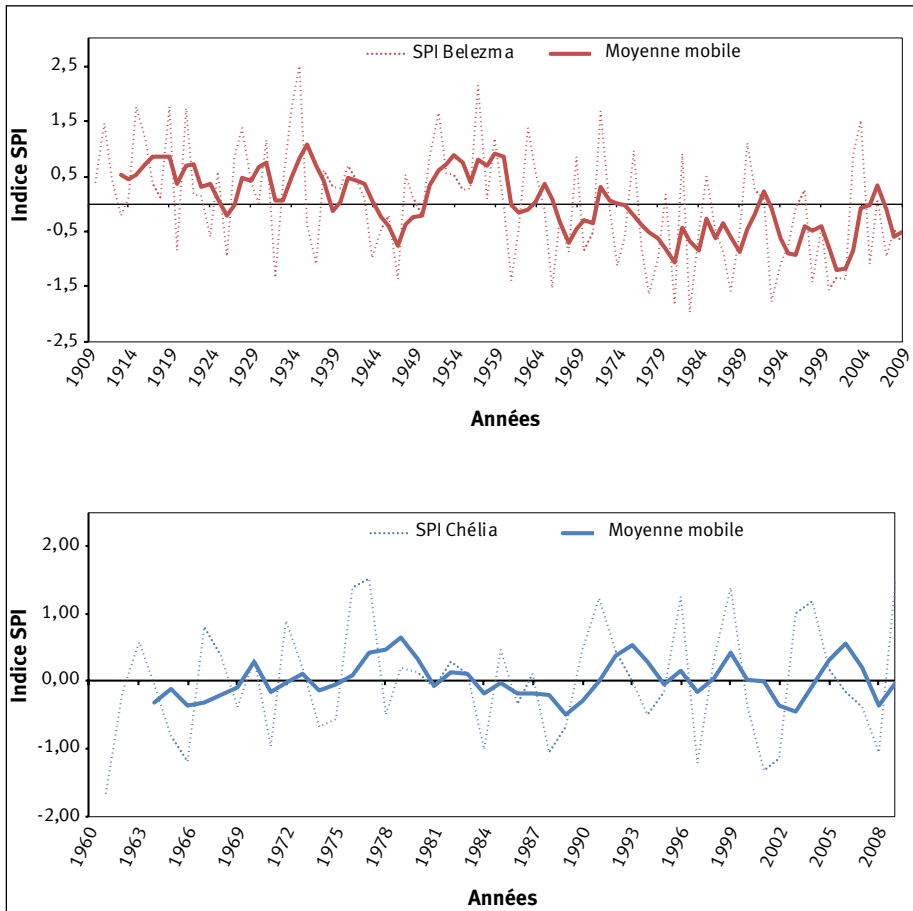 SPI Belezma Moyenne mobile
Indice SPI
2,5
1,5
0,5
-0,5
-1,5
-2,5
1909 1914 1919 1924 1929 1934 1939 1944 1949 1954 1959 1964 1969 1974 1979 1984 1989 1994 1999 2004 2009
Années
SPI Chélia Moyenne mobile
Indice SPI
2,00
1,00
0,00
-1,00
-2,00
1960 1963 1966 1969 1972 1975 1978 1981 1984 1987 1990 1993 1996 1999 2002 2005 2008
Années